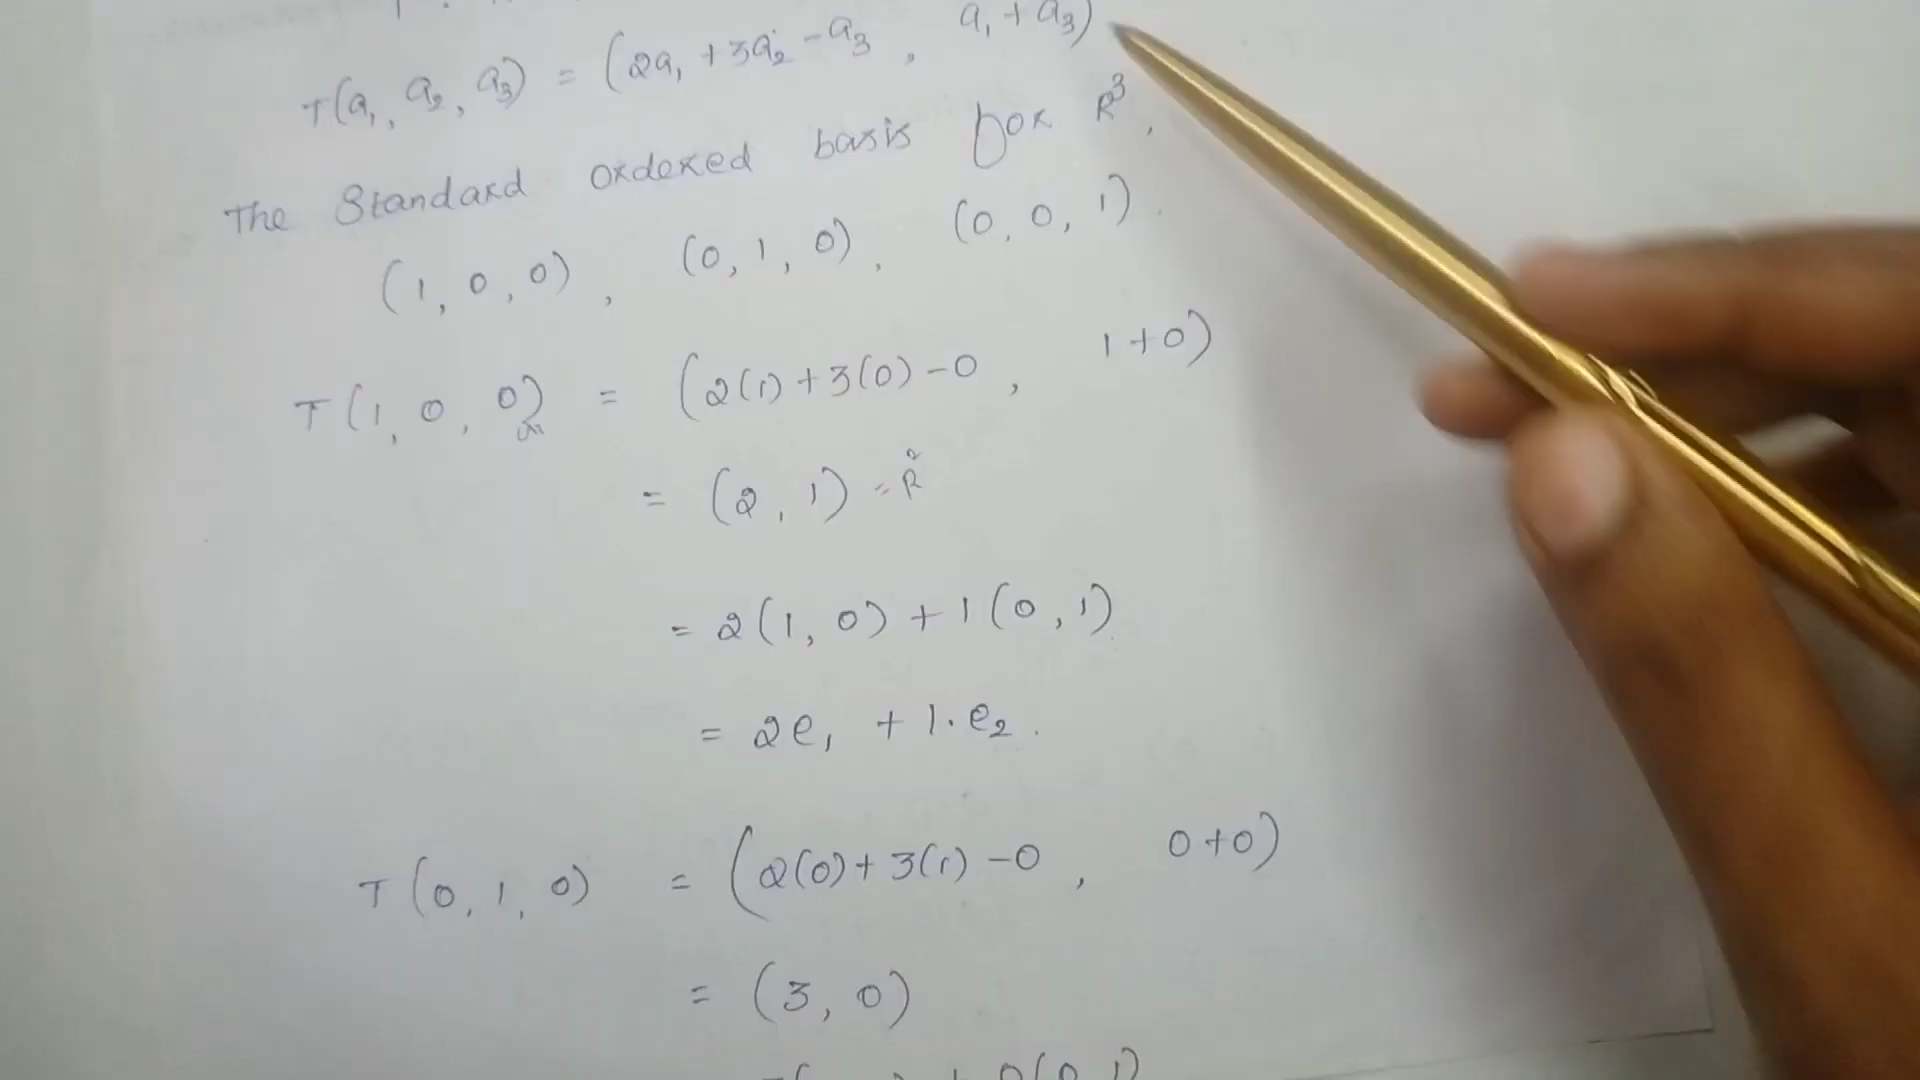 T(a₁, a₂, a₃) = (2a₁ + 3a₂ - a₃, a₁ + a₃)
The Standard ordered basis for R³,
(1, 0, 0), (0, 1, 0), (0, 0, 1).
T(1, 0, 0) = (2(1) + 3(0) - 0, 1 + 0)
= (2, 1) = R²
= 2(1, 0) + 1(0, 1)
= 2e₁ + 1.e₂.
T(0, 1, 0) = (2(0) + 3(1) - 0, 0 + 0)
= (3, 0)
+ 0(0, 1)